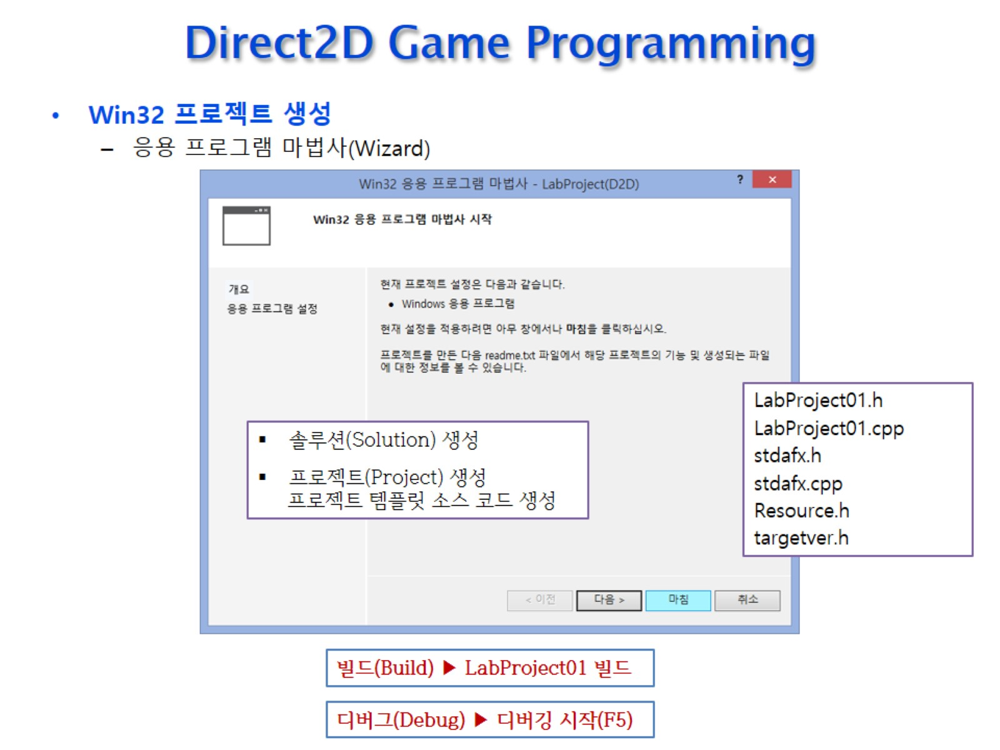 Direct2D Game Programming
• Win32 프로젝트 생성
– 응용 프로그램 마법사(Wizard)
Win32 응용 프로그램 마법사 - LabProject(D2D)
?
Win32 응용 프로그램 마법사 시작
개요
응용 프로그램 설정
현재 프로젝트 설정은 다음과 같습니다.
• Windows 응용 프로그램
현재 설정을 적용하려면 아무 창에서나 마침을 클릭하십시오.
프로젝트를 만든 다음 readme.txt 파일에서 해당 프로젝트의 기능 및 생성되는 파일
에 대한 정보를 볼 수 있습니다.
▪ 솔루션(Solution) 생성
▪ 프로젝트(Project) 생성
프로젝트 템플릿 소스 코드 생성
LabProject01.h
LabProject01.cpp
stdafx.h
stdafx.cpp
Resource.h
targetver.h
< 이전
다음 >
마침
취소
빌드(Build) ▶ LabProject01 빌드
디버그(Debug) ▶ 디버깅 시작(F5)